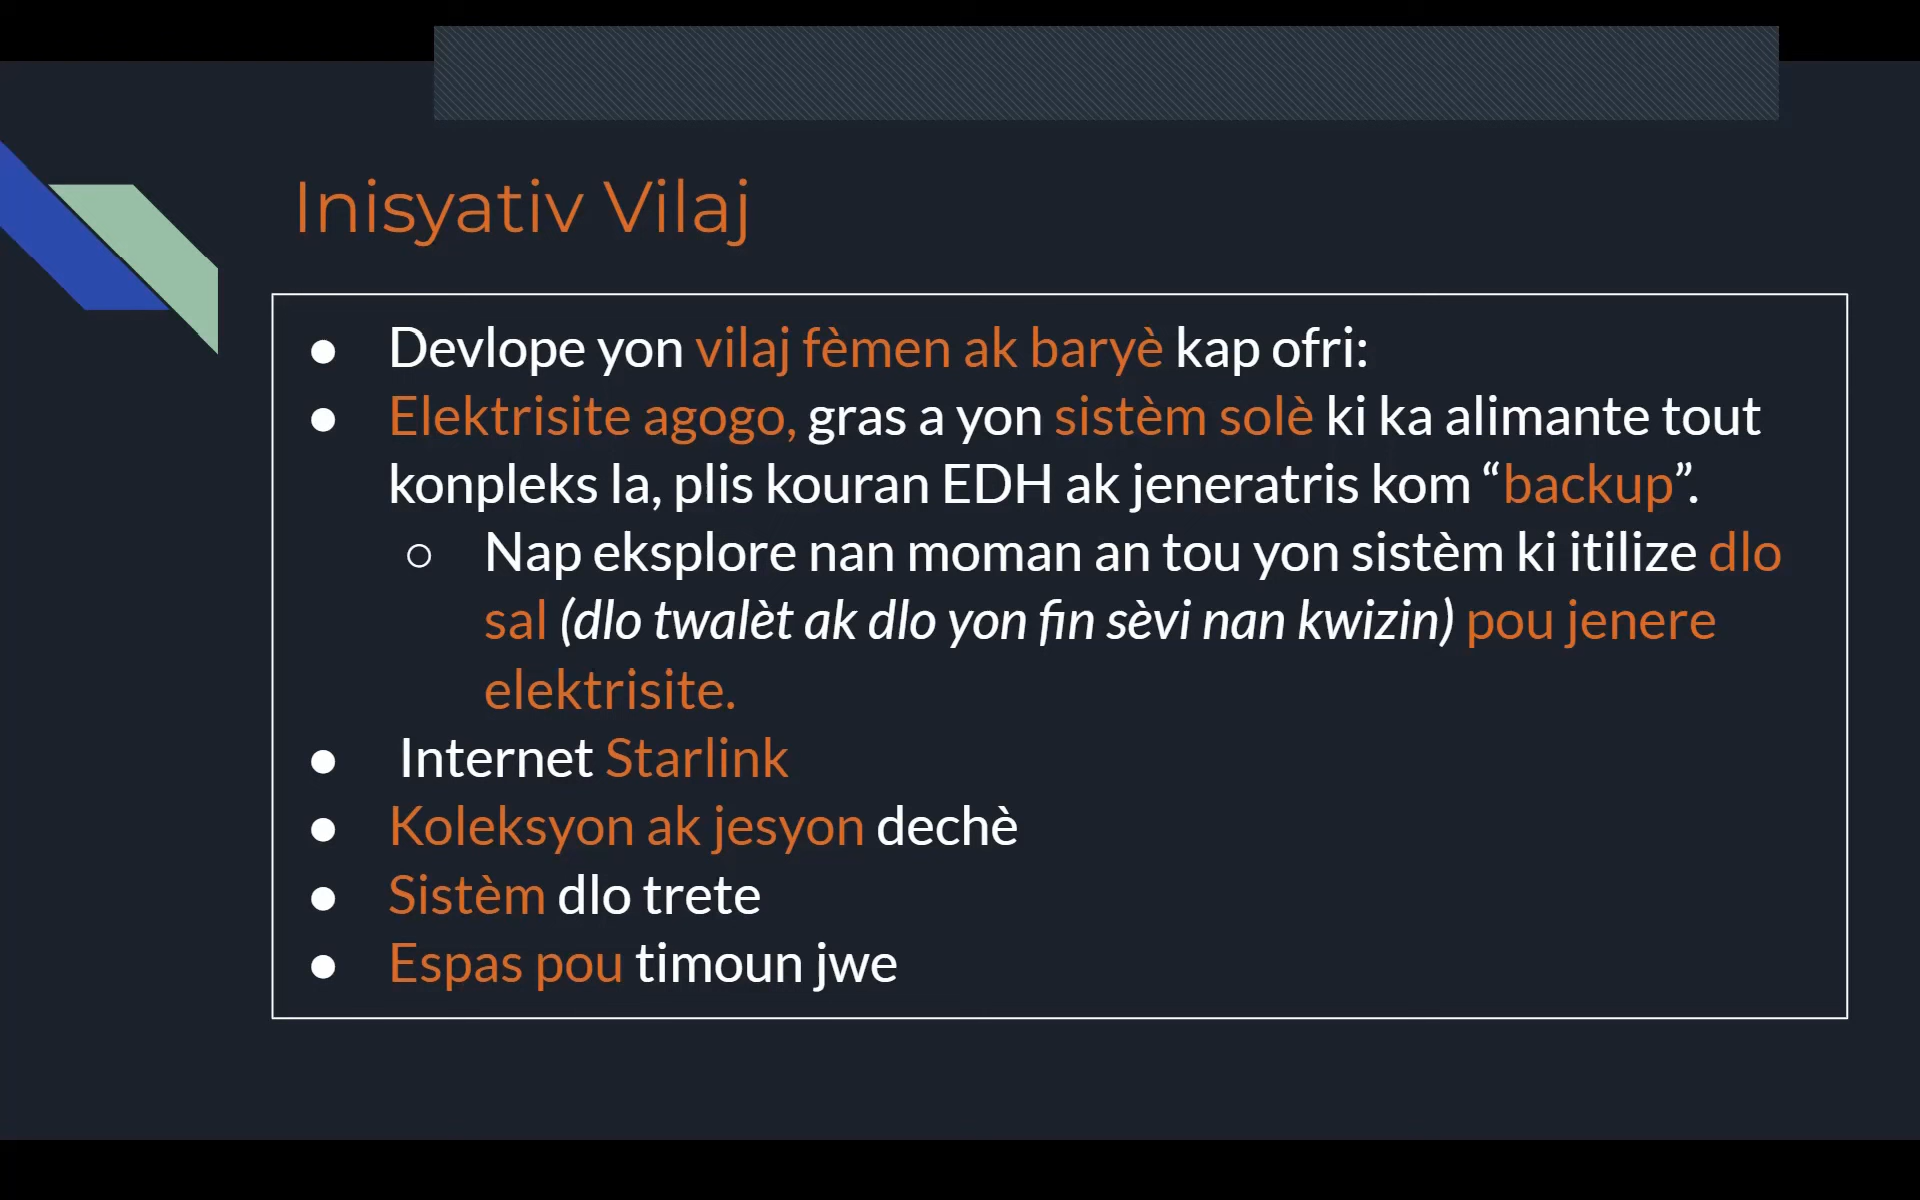 Inisyativ Vilaj
● Devlope yon vilaj fèmen ak baryè kap ofri:
● Elektrisite agogo, gras a yon sistèm solè ki ka alimante tout
konpleks la, plis kouran EDH ak jeneratris kom “backup”.
○ Nap eksplore nan moman an tou yon sistèm ki itilize dlo
sal (dlo twalèt ak dlo yon fin sèvi nan kwizin) pou jenere
elektrisite.
● Internet Starlink
● Koleksyon ak jesyon dechè
● Sistèm dlo trete
● Espas pou timoun jwe